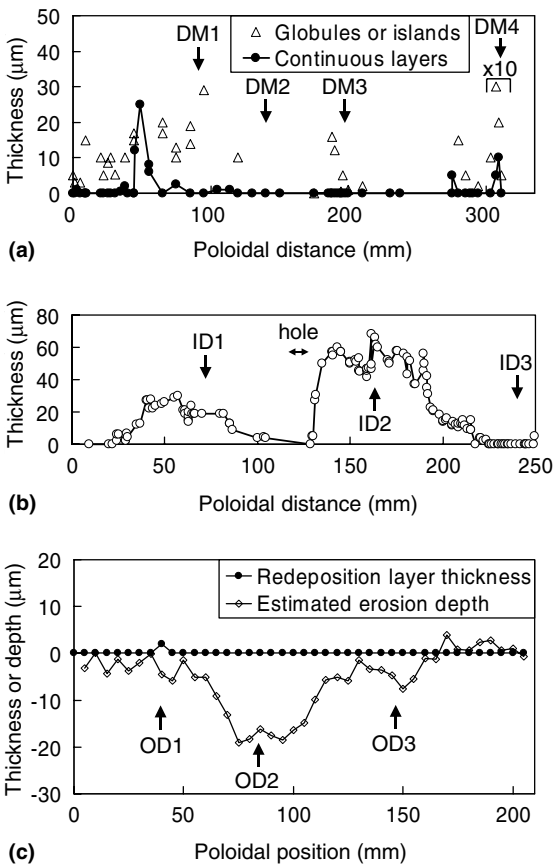 50
40
30
20
10
0
Thickness (μm)
Globules or islands
Continuous layers
DM1
DM2
DM3
DM4
x10
0 100 200 300
(a)
Poloidal distance (mm)
80
60
40
20
0
Thickness (μm)
ID1
hole
ID2
ID3
0 50 100 150 200 250
(b)
Poloidal distance (mm)
20
10
0
-10
-20
-30
Thickness or depth (μm)
Redeposition layer thickness
Estimated erosion depth
OD1
OD2
OD3
0 50 100 150 200
(c)
Poloidal position (mm)